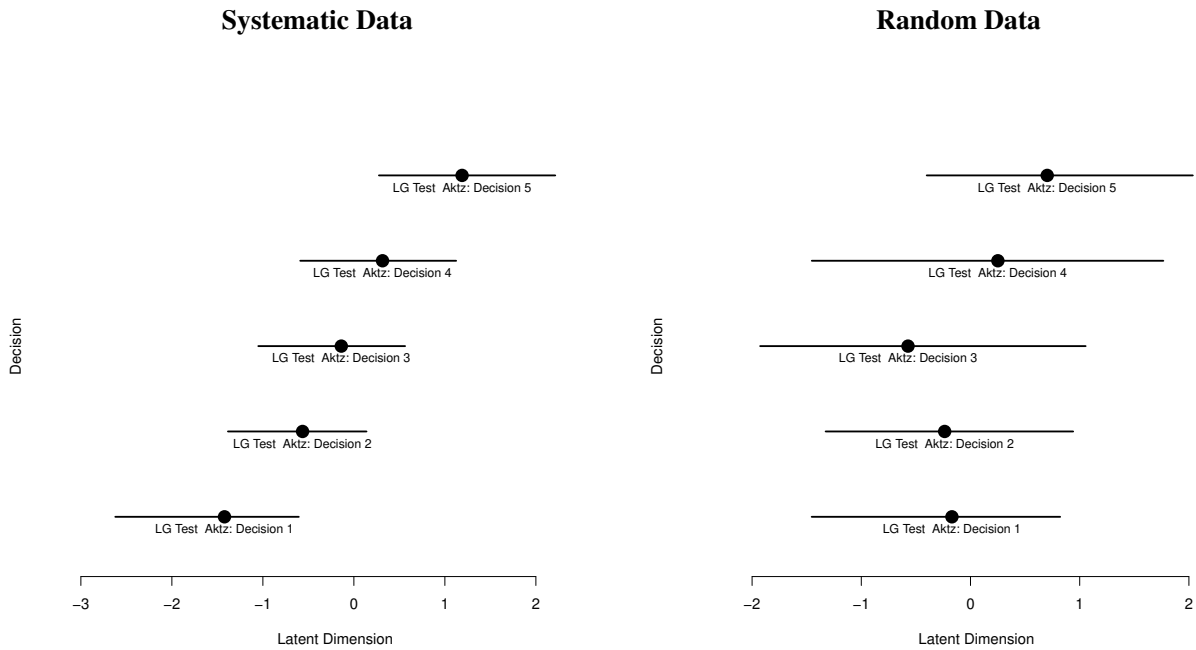 Systematic Data
LG Test Aktz: Decision 5
LG Test Aktz: Decision 4
LG Test Aktz: Decision 3
LG Test Aktz: Decision 2
LG Test Aktz: Decision 1
Decision
−3 −2 −1 0 1 2
Latent Dimension
Random Data
LG Test Aktz: Decision 5
LG Test Aktz: Decision 4
LG Test Aktz: Decision 3
LG Test Aktz: Decision 2
LG Test Aktz: Decision 1
Decision
−2 −1 0 1 2
Latent Dimension